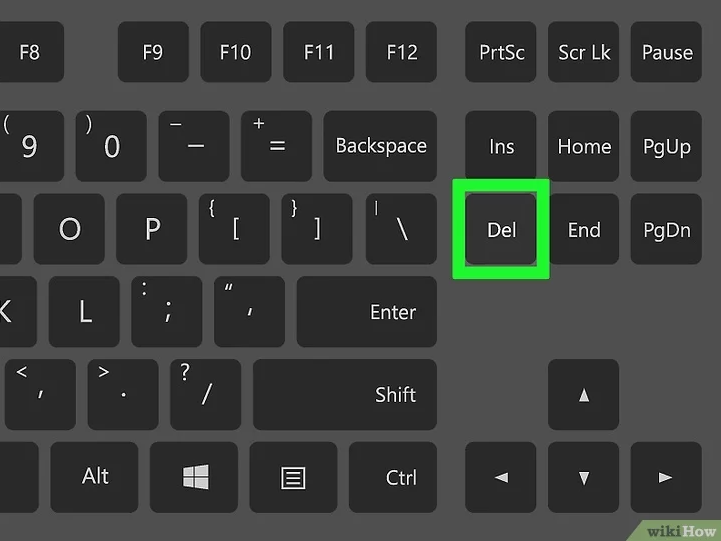 F8 F9 F10 F11 F12 PrtSc Scr Lk Pause
( ) _ +
9 0 - = Backspace Ins Home PgUp
{ } |
O P [ ] \ Del End PgDn
: “
K L ; ‚ Enter
< > ?
, . / Shift
Alt Ctrl
wikiHow